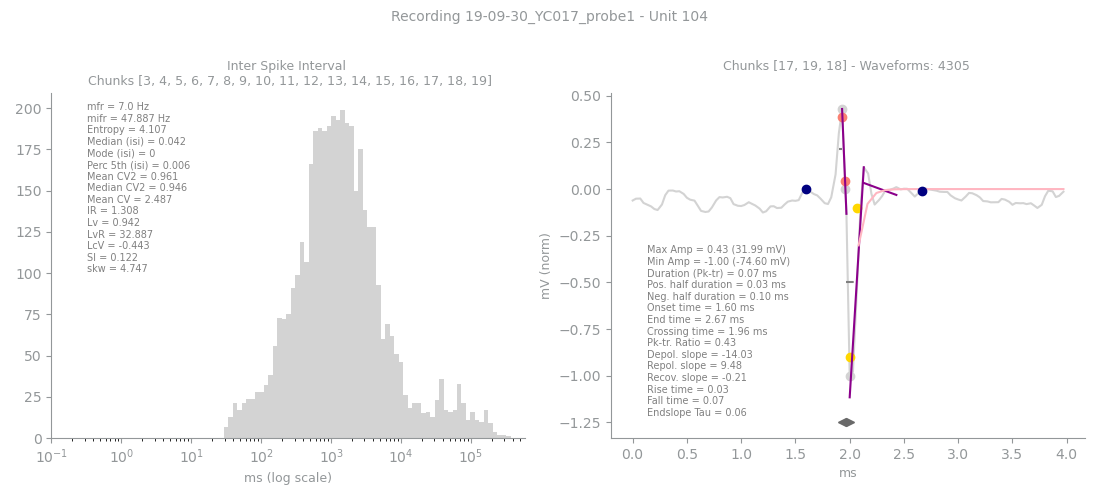 Recording 19-09-30_YC017_probe1 - Unit 104
Inter Spike Interval
Chunks [3, 4, 5, 6, 7, 8, 9, 10, 11, 12, 13, 14, 15, 16, 17, 18, 19]
200
175
150
125
100
75
50
25
0
mfr = 7.0 Hz
mifr = 47.887 Hz
Entropy = 4.107
Median (isi) = 0.042
Mode (isi) = 0
Perc 5th (isi) = 0.006
Mean CV2 = 0.961
Median CV2 = 0.946
Mean CV = 2.487
IR = 1.308
Lv = 0.942
LvR = 32.887
LcV = -0.443
SI = 0.122
skw = 4.747
10⁻¹ 10⁰ 10¹ 10² 10³ 10⁴ 10⁵
ms (log scale)
Chunks [17, 19, 18] - Waveforms: 4305
mV (norm)
0.50
0.25
0.00
−0.25
−0.50
−0.75
−1.00
−1.25
Max Amp = 0.43 (31.99 mV)
Min Amp = -1.00 (-74.60 mV)
Duration (Pk-tr) = 0.07 ms
Pos. half duration = 0.03 ms
Neg. half duration = 0.10 ms
Onset time = 1.60 ms
End time = 2.67 ms
Crossing time = 1.96 ms
Pk-tr. Ratio = 0.43
Depol. slope = -14.03
Repol. slope = 9.48
Recov. slope = -0.21
Rise time = 0.03
Fall time = 0.07
Endslope Tau = 0.06
0.0 0.5 1.0 1.5 2.0 2.5 3.0 3.5 4.0
ms